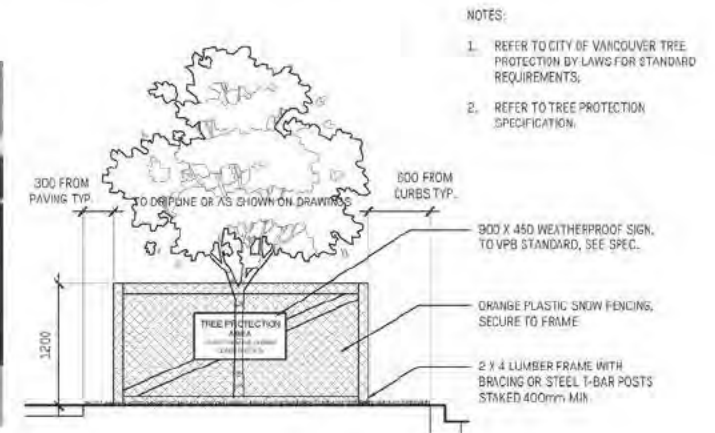 NOTES:
1. REFER TO CITY OF VANCOUVER TREE
PROTECTION BY LAWS FOR STANDARD
REQUIREMENTS.
2. REFER TO TREE PROTECTION
SPECIFICATION.
300 FROM
PAVING TYP.
TO DRIPLINE OR AS SHOWN ON DRAWINGS
600 FROM
CURBS TYP.
900 X 450 WEATHERPROOF SIGN,
TO VPB STANDARD, SEE SPEC.
ORANGE PLASTIC SNOW FENCING,
SECURE TO FRAME
2 X 4 LUMBER FRAME WITH
BRACING OR STEEL T-BAR POSTS
STAKED 400mm MIN.
1200
TREE PROTECTION
AREA